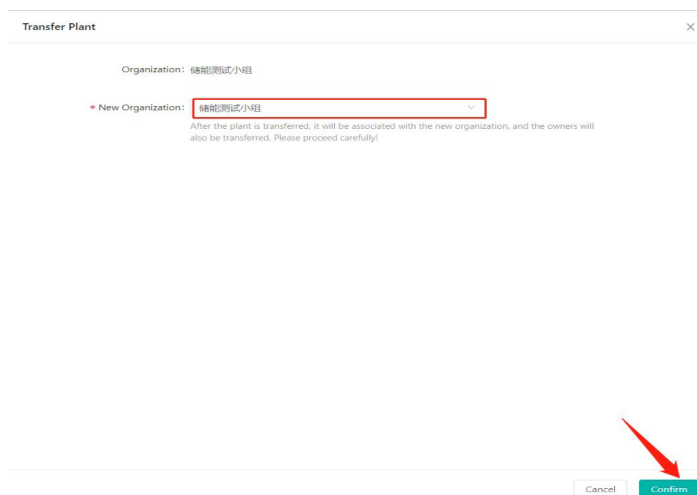 Transfer Plant
Organization: 储能测试小组
* New Organization: 储能测试小组
After the plant is transferred, it will be associated with the new organization, and the owners will
also be transferred. Please proceed carefully!
Cancel Confirm